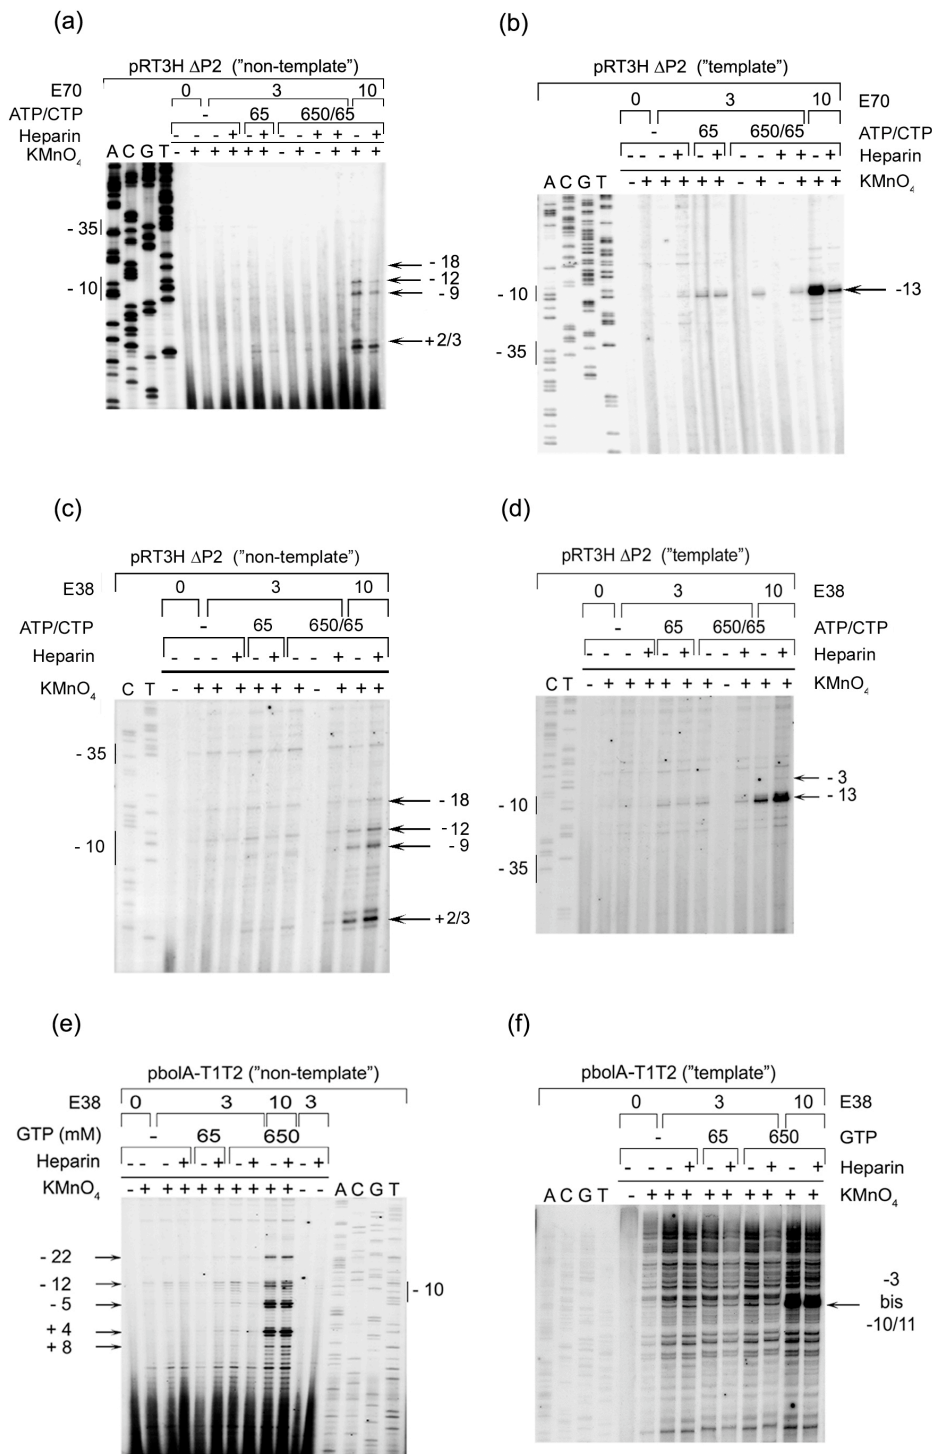 (a)
pRT3H ΔP2 ("non-template")
E70 0 3 10
ATP/CTP - 65 650/65
Heparin - - - + - + - - + + - +
KMnO4 - + + + + + - + - + + +
A C G T
- 35
- 10
- 18
- 12
- 9
+2/3
(b)
pRT3H ΔP2 ("template")
0 3 10 E70
- 65 650/65 ATP/CTP
- - - + - + - - + + - + Heparin
- + + + + + - + - + + + KMnO4
A C G T
- 10
- 35
-13
(c)
pRT3H ΔP2 ("non-template")
E38 0 3 10
ATP/CTP - 65 650/65
Heparin - - - + - + - - + - +
KMnO4 - + + + + + + - + + +
C T
- 35
- 10
- 18
- 12
- 9
+2/3
(d)
pRT3H ΔP2 ("template")
0 3 10 E38
- 65 650/65 ATP/CTP
- - - + - + - - + - + Heparin
- + + + + + + - + + + KMnO4
C T
- 10
- 35
- 3
- 13
(e)
pbolA-T1T2 ("non-template")
E38 0 3 10 3
GTP (mM) - 65 650
Heparin - - - + - + - + - + - +
KMnO4 - + + + + + + + + + - -
A C G T
- 22
- 12
- 5
+ 4
+ 8
- 10
(f)
pbolA-T1T2 ("template")
0 3 10 E38
- 65 650 GTP
- - - + - + - + - + Heparin
- + + + + + + + + + KMnO4
A C G T
-3
bis
-10/11